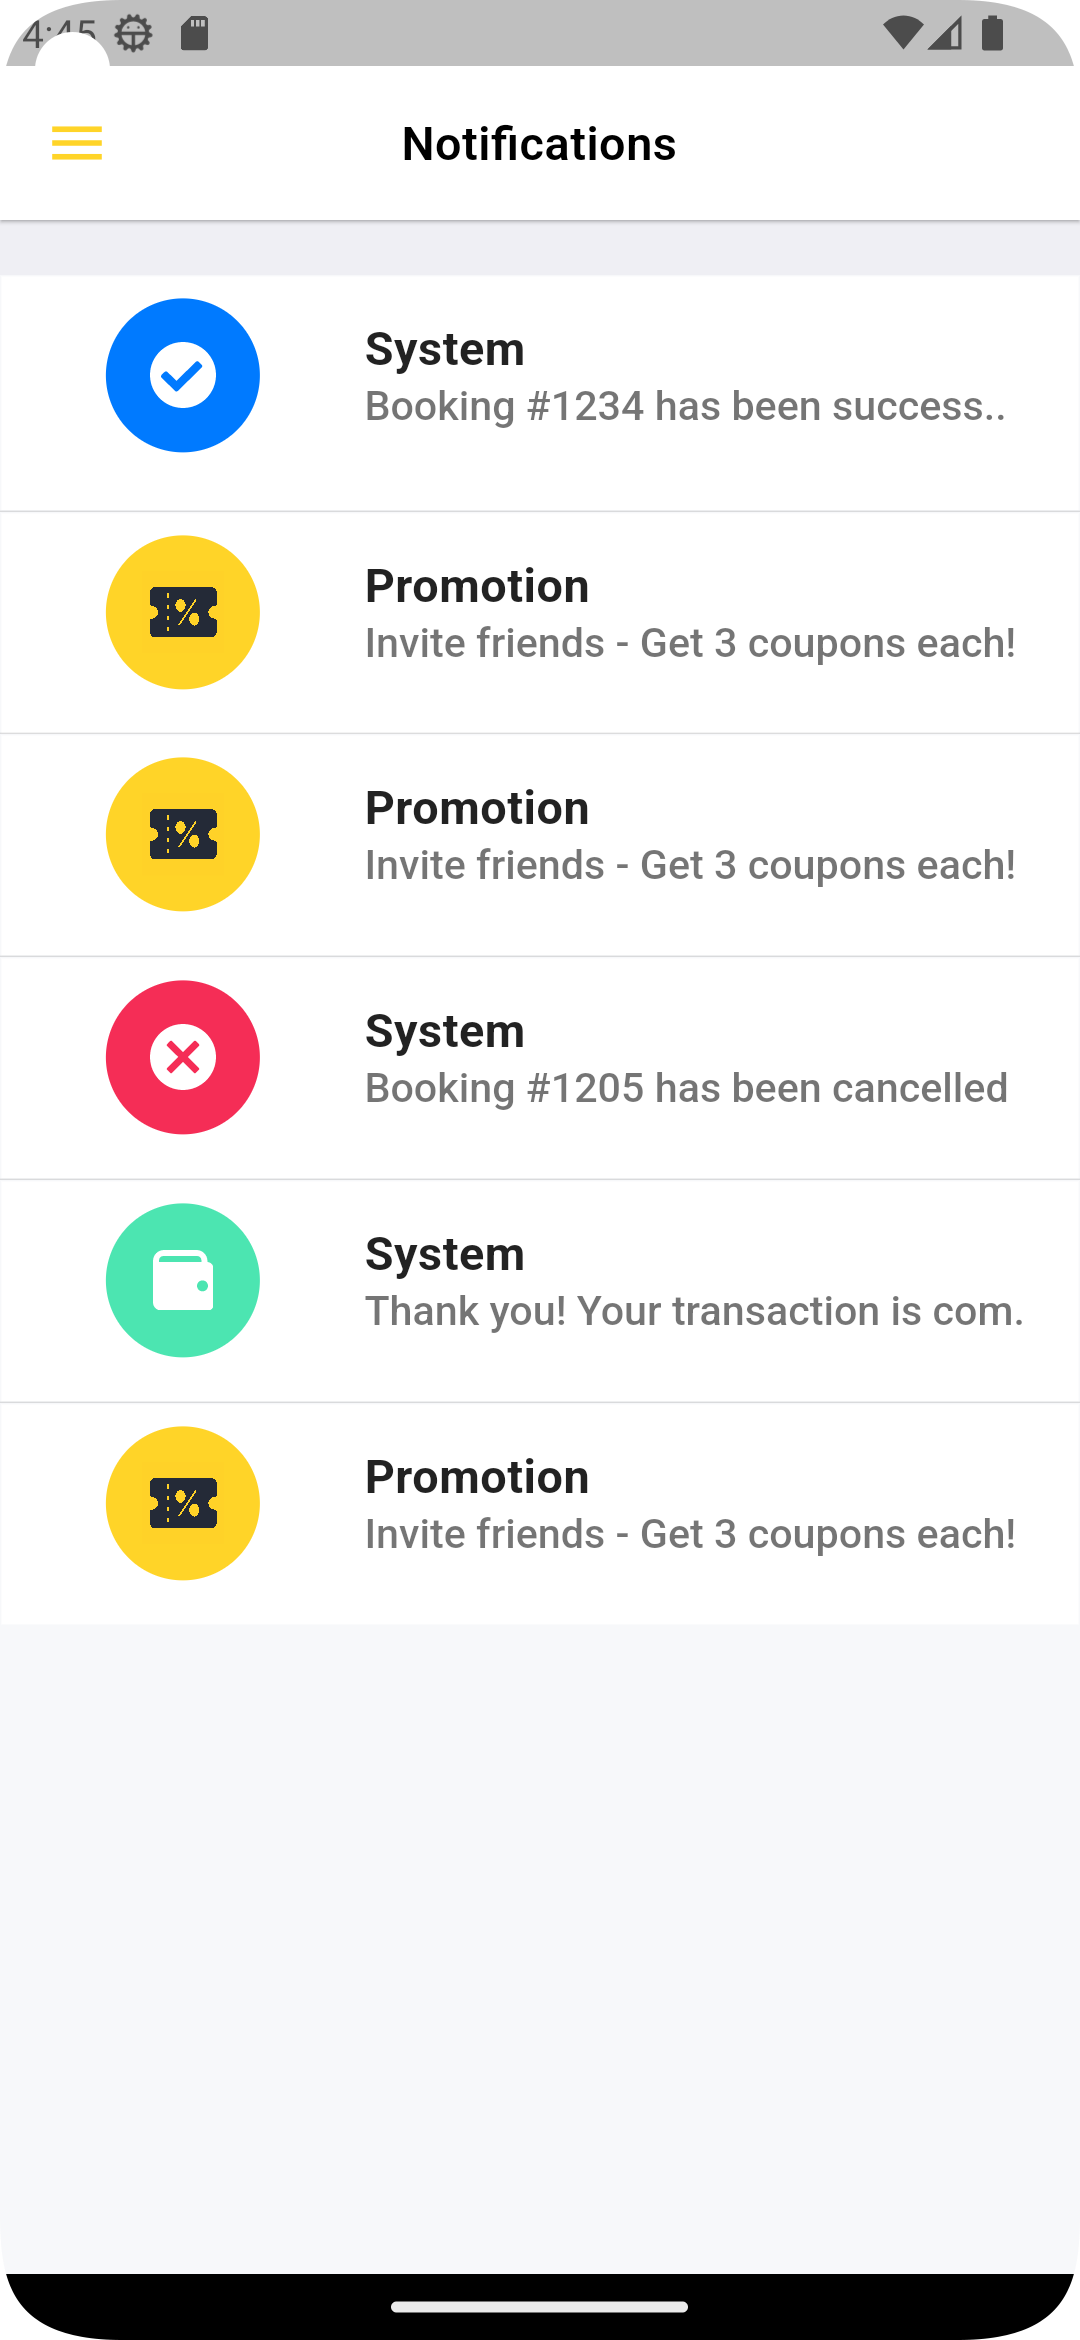 4:45
Notifications
System
Booking #1234 has been success..
Promotion
Invite friends - Get 3 coupons each!
Promotion
Invite friends - Get 3 coupons each!
System
Booking #1205 has been cancelled
System
Thank you! Your transaction is com.
Promotion
Invite friends - Get 3 coupons each!